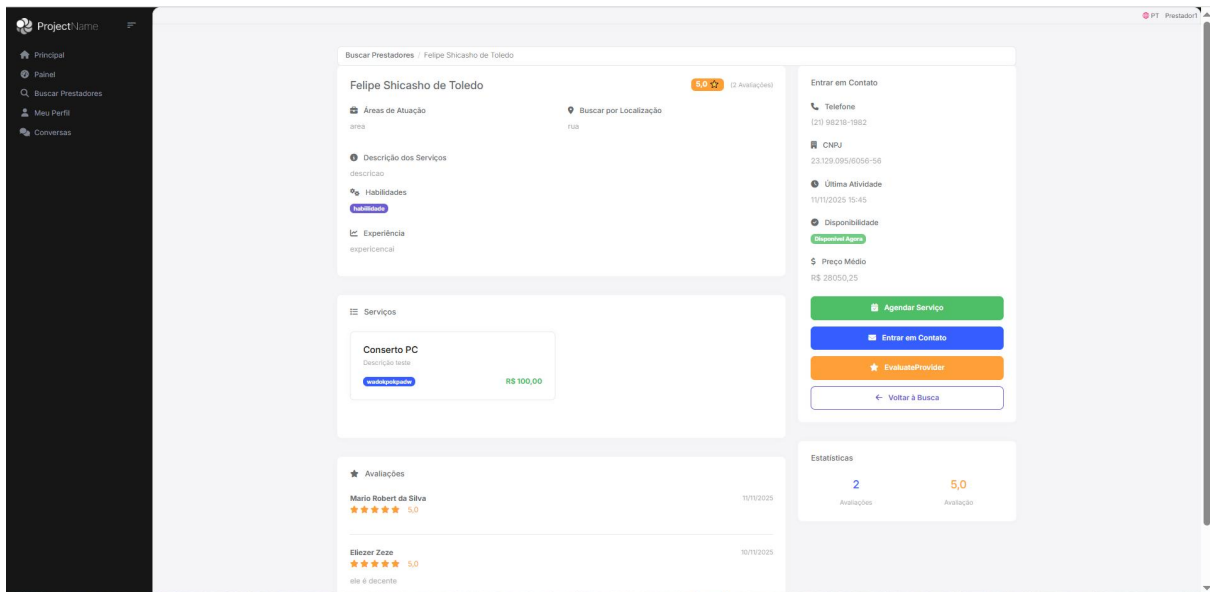 ProjectName
PT Prestador1
Principal
Painel
Buscar Prestadores
Meu Perfil
Conversas
Buscar Prestadores / Felipe Shicasho de Toledo
Felipe Shicasho de Toledo
5,0
(2 Avaliações)
Áreas de Atuação
area
Buscar por Localização
rua
Descrição dos Serviços
descricao
Habilidades
habilidade
Experiência
expericencai
Serviços
Conserto PC
Descrição teste
wadokpokpadw
R$ 100,00
Avaliações
Mario Robert da Silva
11/11/2025
5,0
Eliezer Zeze
10/11/2025
5,0
ele é decente
Entrar em Contato
Telefone
(21) 98218-1982
CNPJ
23.129.095/6056-56
Última Atividade
11/11/2025 15:45
Disponibilidade
Disponível Agora
Preço Médio
R$ 28050,25
Agendar Serviço
Entrar em Contato
EvaluateProvider
← Voltar à Busca
Estatísticas
2
Avaliações
5,0
Avaliação